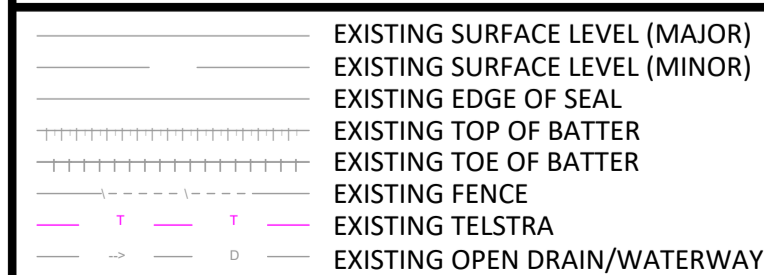 EXISTING SURFACE LEVEL (MAJOR)
EXISTING SURFACE LEVEL (MINOR)
EXISTING EDGE OF SEAL
EXISTING TOP OF BATTER
EXISTING TOE OF BATTER
EXISTING FENCE
T T EXISTING TELSTRA
--> D EXISTING OPEN DRAIN/WATERWAY